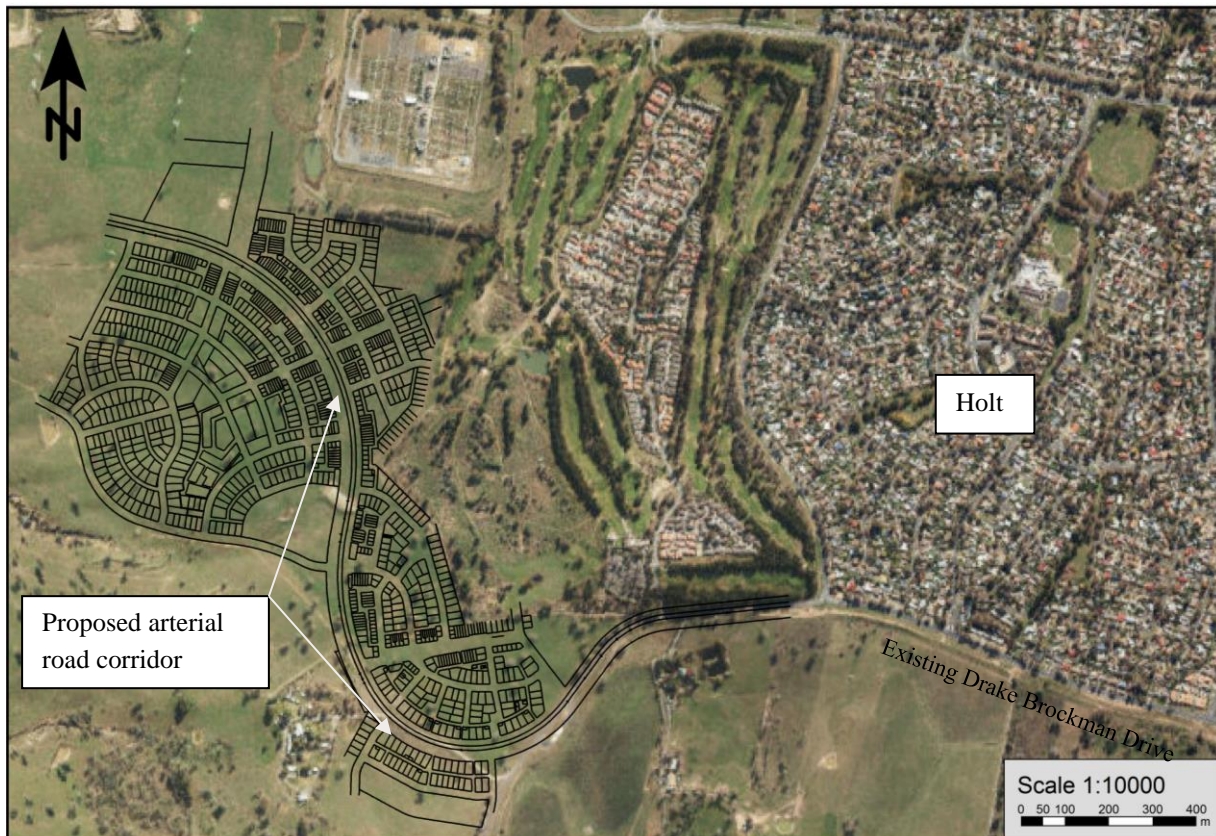 N
Holt
Proposed arterial
road corridor
Existing Drake Brockman Drive
Scale 1:10000
0 50 100 200 300 400
m